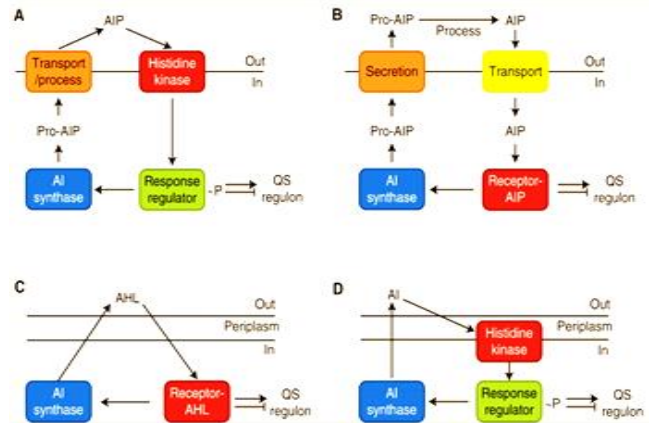 A
AIP
Transport
/process
Histidine
kinase
Out
In
Pro-AIP
AI
synthase
Response
regulator
~P
QS
regulon
B
Pro-AIP
AIP
Process
Secretion
Transport
Out
In
Pro-AIP
AIP
AI
synthase
Receptor-
AIP
QS
regulon
C
AHL
Out
Periplasm
In
AI
synthase
Receptor-
AHL
QS
regulon
D
AI
Out
Periplasm
In
Histidine
kinase
AI
synthase
Response
regulator
~P
QS
regulon